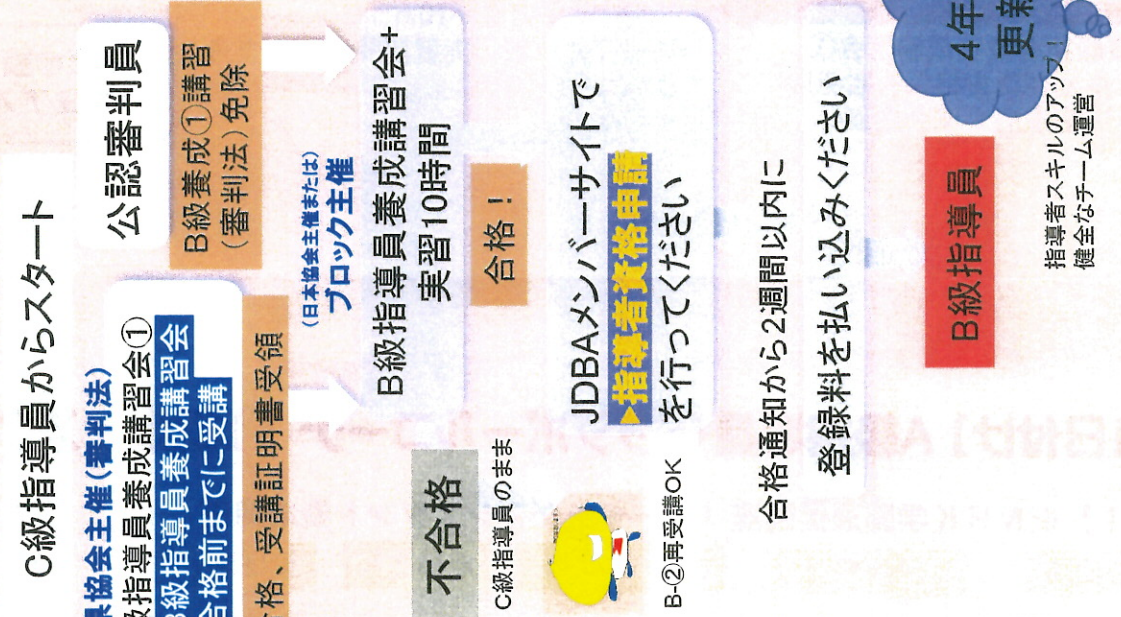 C級指導員からスタート
県協会主催(審判法)
級指導員養成講習会①
B級指導員養成講習会
合格前までに受講
格、受講証明書受領
公認審判員
B級養成①講習
(審判法)免除
(日本協会主催または)
ブロック主催
B級指導員養成講習会+
実習10時間
合格！
不合格
C級指導員のまま
B-②再受講OK
JDBAメンバーサイトで
▶指導者資格申請
を行ってください
合格通知から2週間以内に
登録料を払い込みください
B級指導員
4年
更新
指導者スキルのアップ！
健全なチーム運営